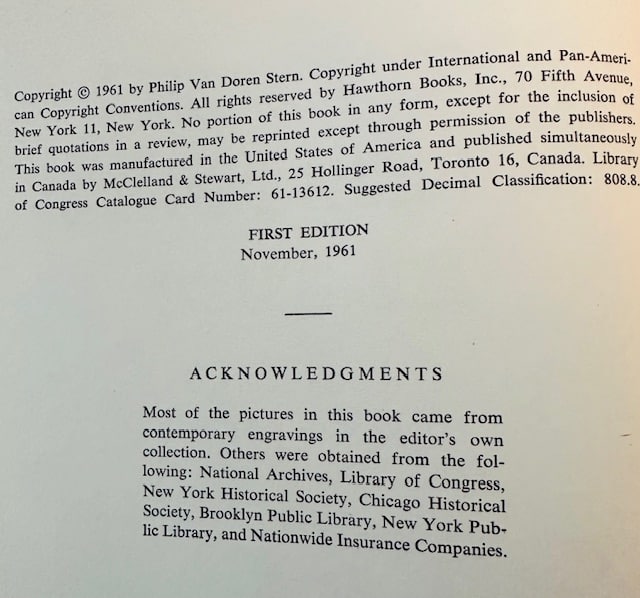 Copyright © 1961 by Philip Van Doren Stern. Copyright under International and Pan-Ameri-
can Copyright Conventions. All rights reserved by Hawthorn Books, Inc., 70 Fifth Avenue,
New York 11, New York. No portion of this book in any form, except for the inclusion of
brief quotations in a review, may be reprinted except through permission of the publishers.
This book was manufactured in the United States of America and published simultaneously
in Canada by McClelland & Stewart, Ltd., 25 Hollinger Road, Toronto 16, Canada. Library
of Congress Catalogue Card Number: 61-13612. Suggested Decimal Classification: 808.8.
FIRST EDITION
November, 1961
ACKNOWLEDGMENTS
Most of the pictures in this book came from
contemporary engravings in the editor's own
collection. Others were obtained from the fol-
lowing: National Archives, Library of Congress,
New York Historical Society, Chicago Historical
Society, Brooklyn Public Library, New York Pub-
lic Library, and Nationwide Insurance Companies.